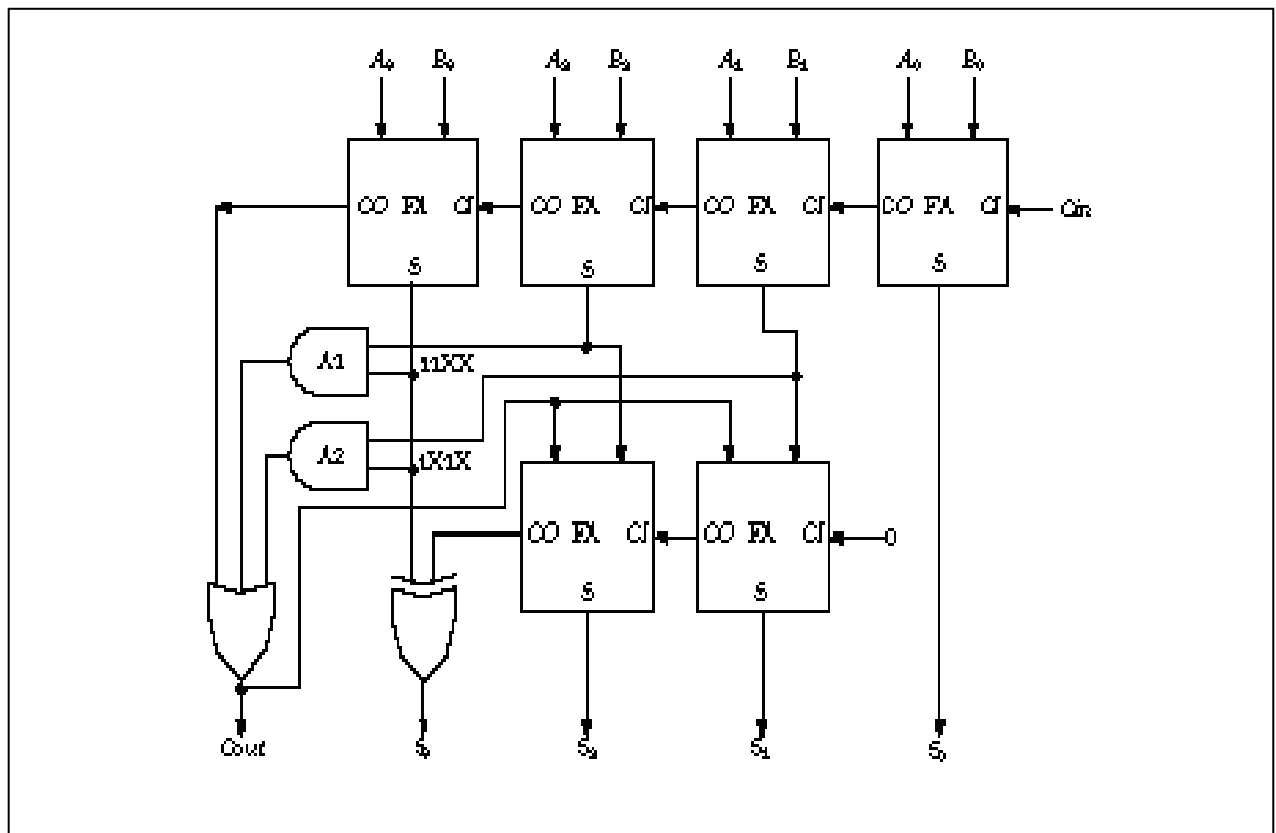 A₃ B₃ A₂ B₂ A₁ B₁ A₀ B₀
CO FA CI CO FA CI CO FA CI CO FA CI Cin
S S S S
A1 11XX
A2 1X1X
CO FA CI CO FA CI 0
S S
Cout S₃ S₂ S₁ S₀